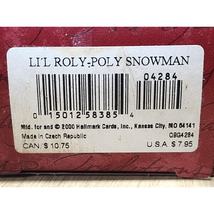 LI'L ROLY-POLY SNOWMAN
04284
0 15012 58385 4
Mfd. for and © 2000 Hallmark Cards, Inc., Kansas City, MO 64141
Made in Czech Republic
QBG4284
CAN. $ 10.75
U.S.A. $ 7.95